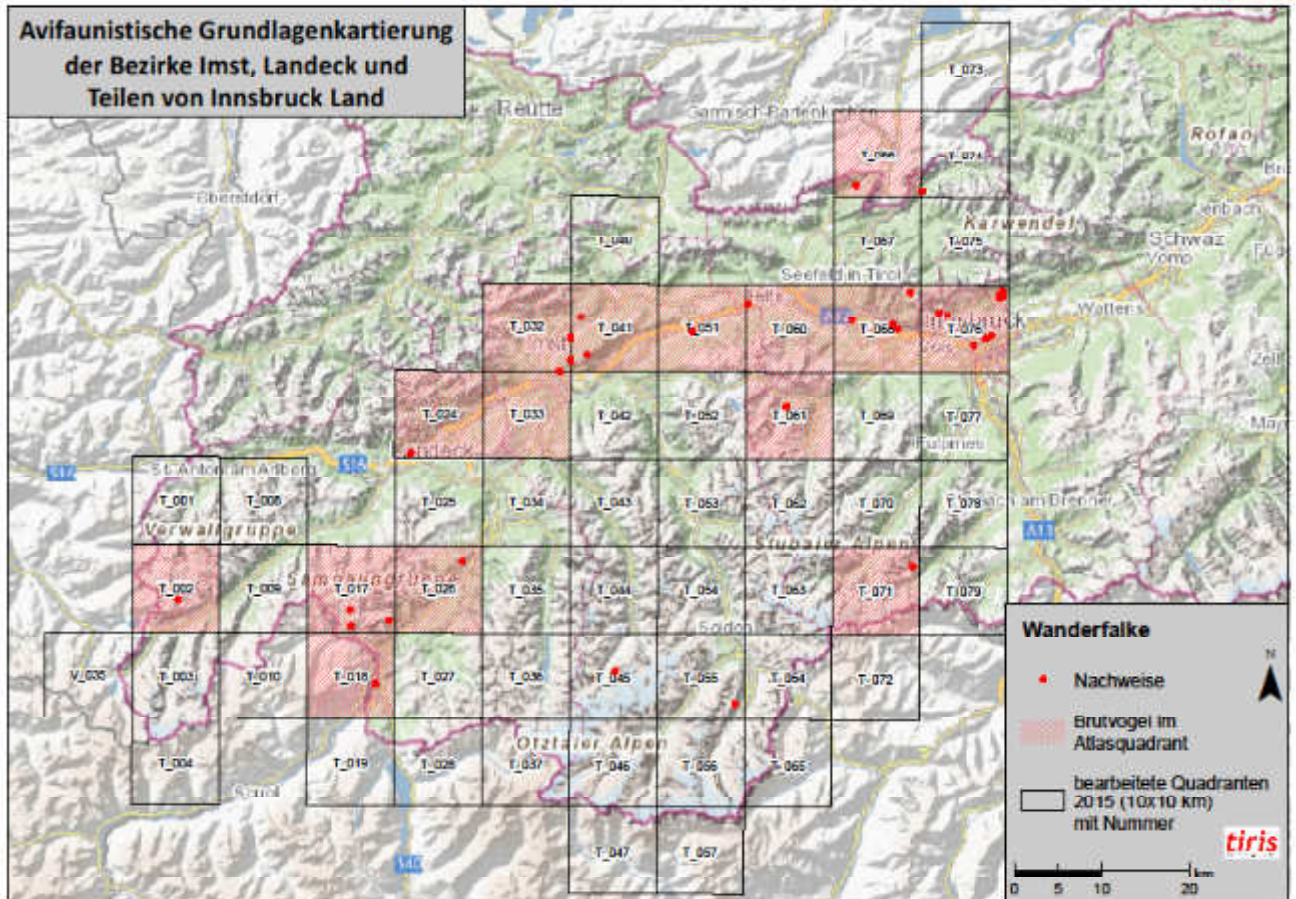 Avifaunistische Grundlagenkartierung
der Bezirke Imst, Landeck und
Teilen von Innsbruck Land
T_073
Reutte
Garmisch-Partenkirchen
Rofan
T_066
T_074
Oberstdorf
Jenbach
Karwendel
T_040
T_067
T_075
Schwaz
Vomp
Seefeld in Tirol
Wattens
T_032
T_041
T_051
T_060
T_068
T_076
T_024
T_033
T_042
T_052
T_061
T_069
T_077
Fulpmes
St. Anton am Arlberg
S16
T_001
T_008
T_025
T_034
T_043
T_053
T_062
T_070
T_078
Verwallgruppe
A13
Stubaier Alpen
Samnaungruppe
T_002
T_009
T_017
T_026
T_035
T_044
T_054
T_063
T_071
T_079
Sölden
V_035
T_003
T_010
T_018
T_027
T_036
T_045
T_055
T_064
T_072
Ötztaler Alpen
T_004
T_019
T_028
T_037
T_046
T_056
T_065
Scuol
S40
T_047
T_057
Wanderfalke
N
Nachweise
Brutvogel im
Atlasquadrant
bearbeitete Quadranten
2015 (10x10 km)
mit Nummer
tiris
km
0 5 10 20